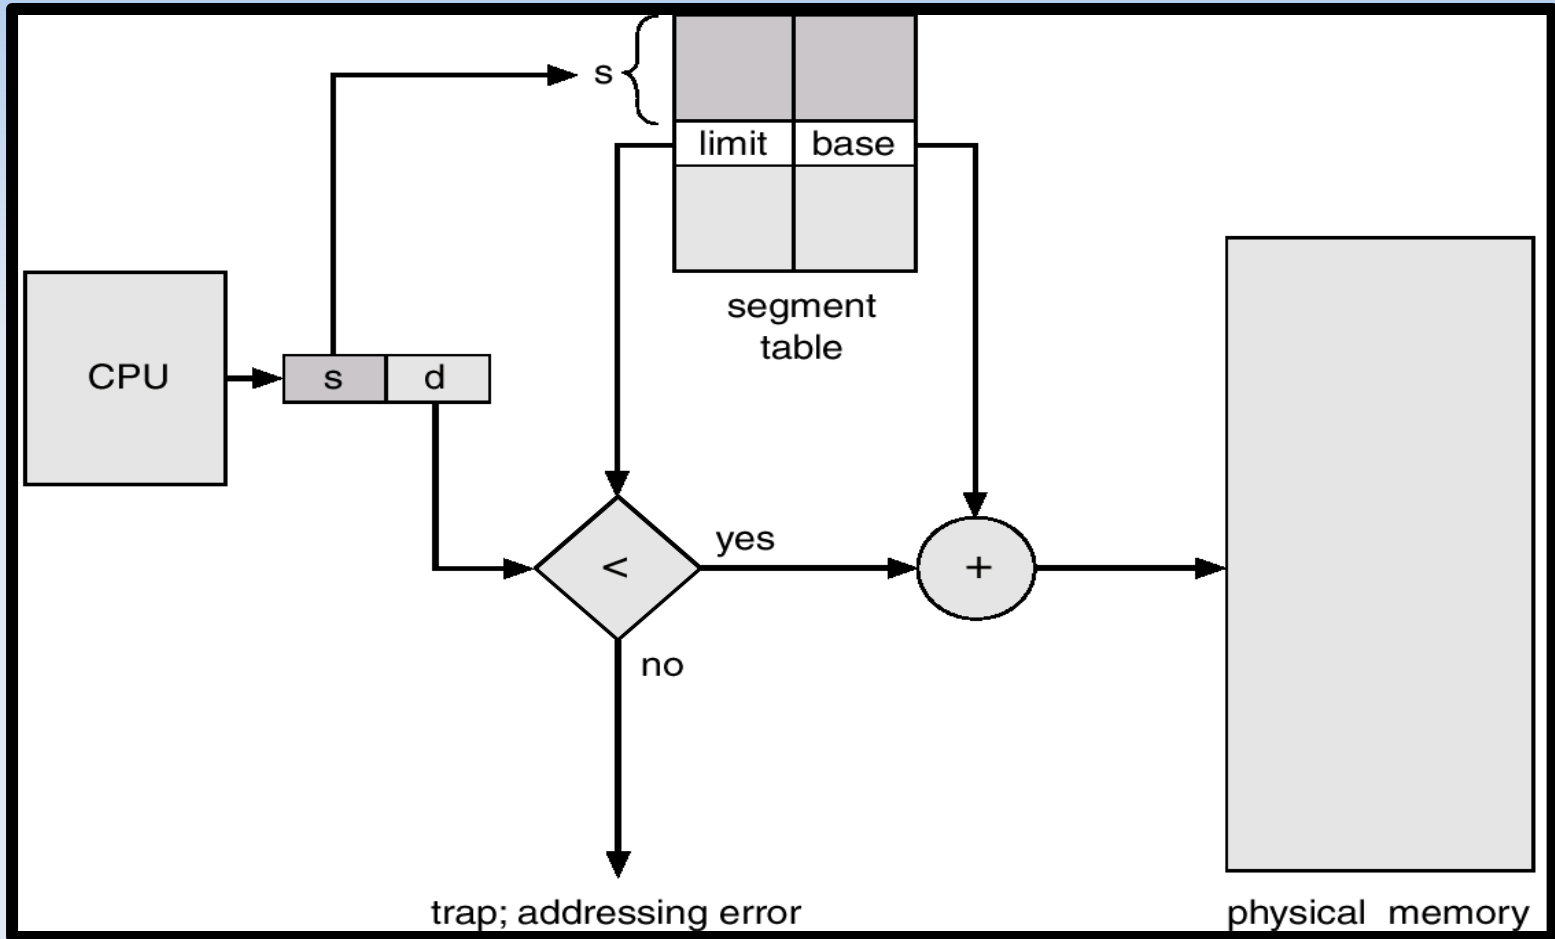 s
limit base
segment
table
CPU
s d
yes
<
+
no
trap; addressing error
physical memory